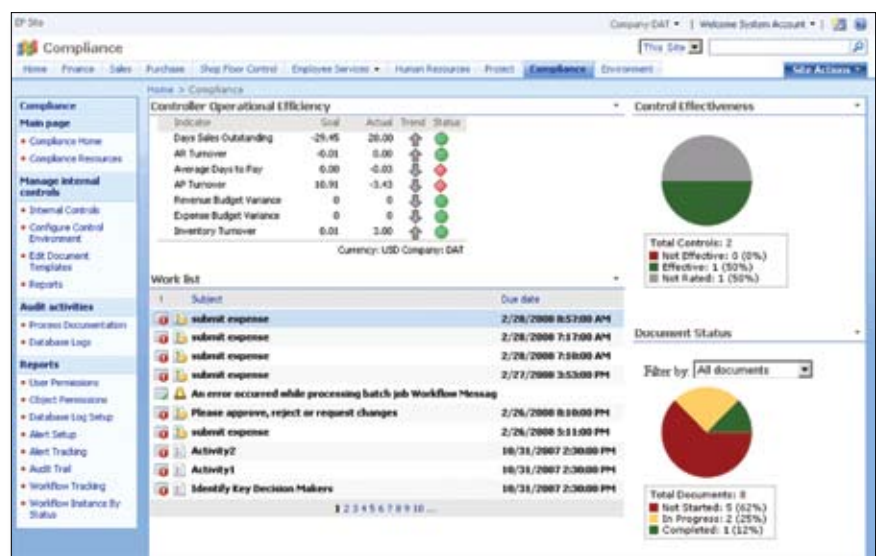 EP Site
Company DAT | Welcome System Account
Compliance
This Site
Home Finance Sales Purchase Shop Floor Control Employee Services Human Resources Project Compliance Environment
Site Actions
Home > Compliance
Compliance
Main page
Compliance Home
Compliance Resources
Manage internal controls
Internal Controls
Configure Control Environment
Edit Document Templates
Reports
Audit activities
Process Documentation
Database Logs
Reports
User Permissions
Object Permissions
Database Log Setup
Alert Setup
Alert Tracking
Audit Trail
Workflow Tracking
Workflow Instance By Status
Controller Operational Efficiency
Indicator Goal Actual Trend Status
Days Sales Outstanding -29.45 20.00
AR Turnover -0.01 0.00
Average Days to Pay 0.00 -0.03
AP Turnover 10.91 -3.43
Revenue Budget Variance 0 0
Expense Budget Variance 0 0
Inventory Turnover 0.01 3.00
Currency: USD Company: DAT
Work list
! Subject Due date
submit expense 2/28/2008 8:57:00 AM
submit expense 2/28/2008 7:17:00 AM
submit expense 2/28/2008 7:10:00 AM
submit expense 2/27/2008 3:53:00 PM
An error occurred while processing batch job Workflow Messag
Please approve, reject or request changes 2/26/2008 8:10:00 PM
submit expense 2/26/2008 5:11:00 PM
Activity2 10/31/2007 2:30:00 PM
Activity1 10/31/2007 2:30:00 PM
Identify Key Decision Makers 10/31/2007 2:30:00 PM
1 2 3 4 5 6 7 8 9 10 ...
Control Effectiveness
Total Controls: 2
Not Effective: 0 (0%)
Effective: 1 (50%)
Not Rated: 1 (50%)
Document Status
Filter by: All documents
Total Documents: 8
Not Started: 5 (62%)
In Progress: 2 (25%)
Completed: 1 (12%)